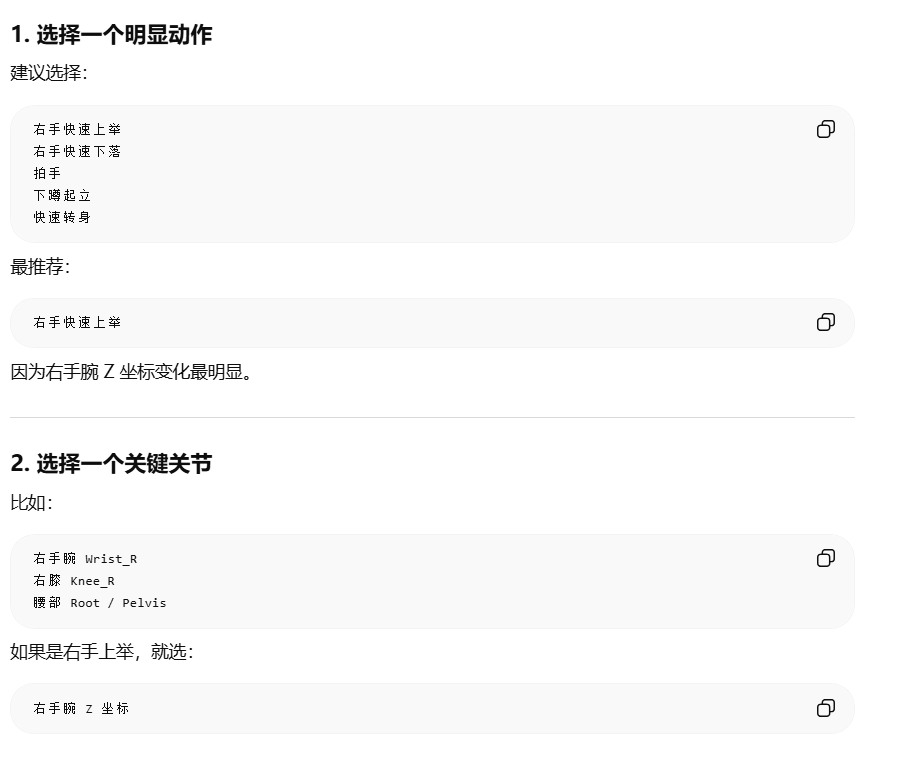 1. 选择一个明显动作
建议选择：
右手快速上举
右手快速下落
拍手
下蹲起立
快速转身
最推荐：
右手快速上举
因为右手腕 Z 坐标变化最明显。
2. 选择一个关键关节
比如：
右手腕 Wrist_R
右膝 Knee_R
腰部 Root / Pelvis
如果是右手上举，就选：
右手腕 Z 坐标